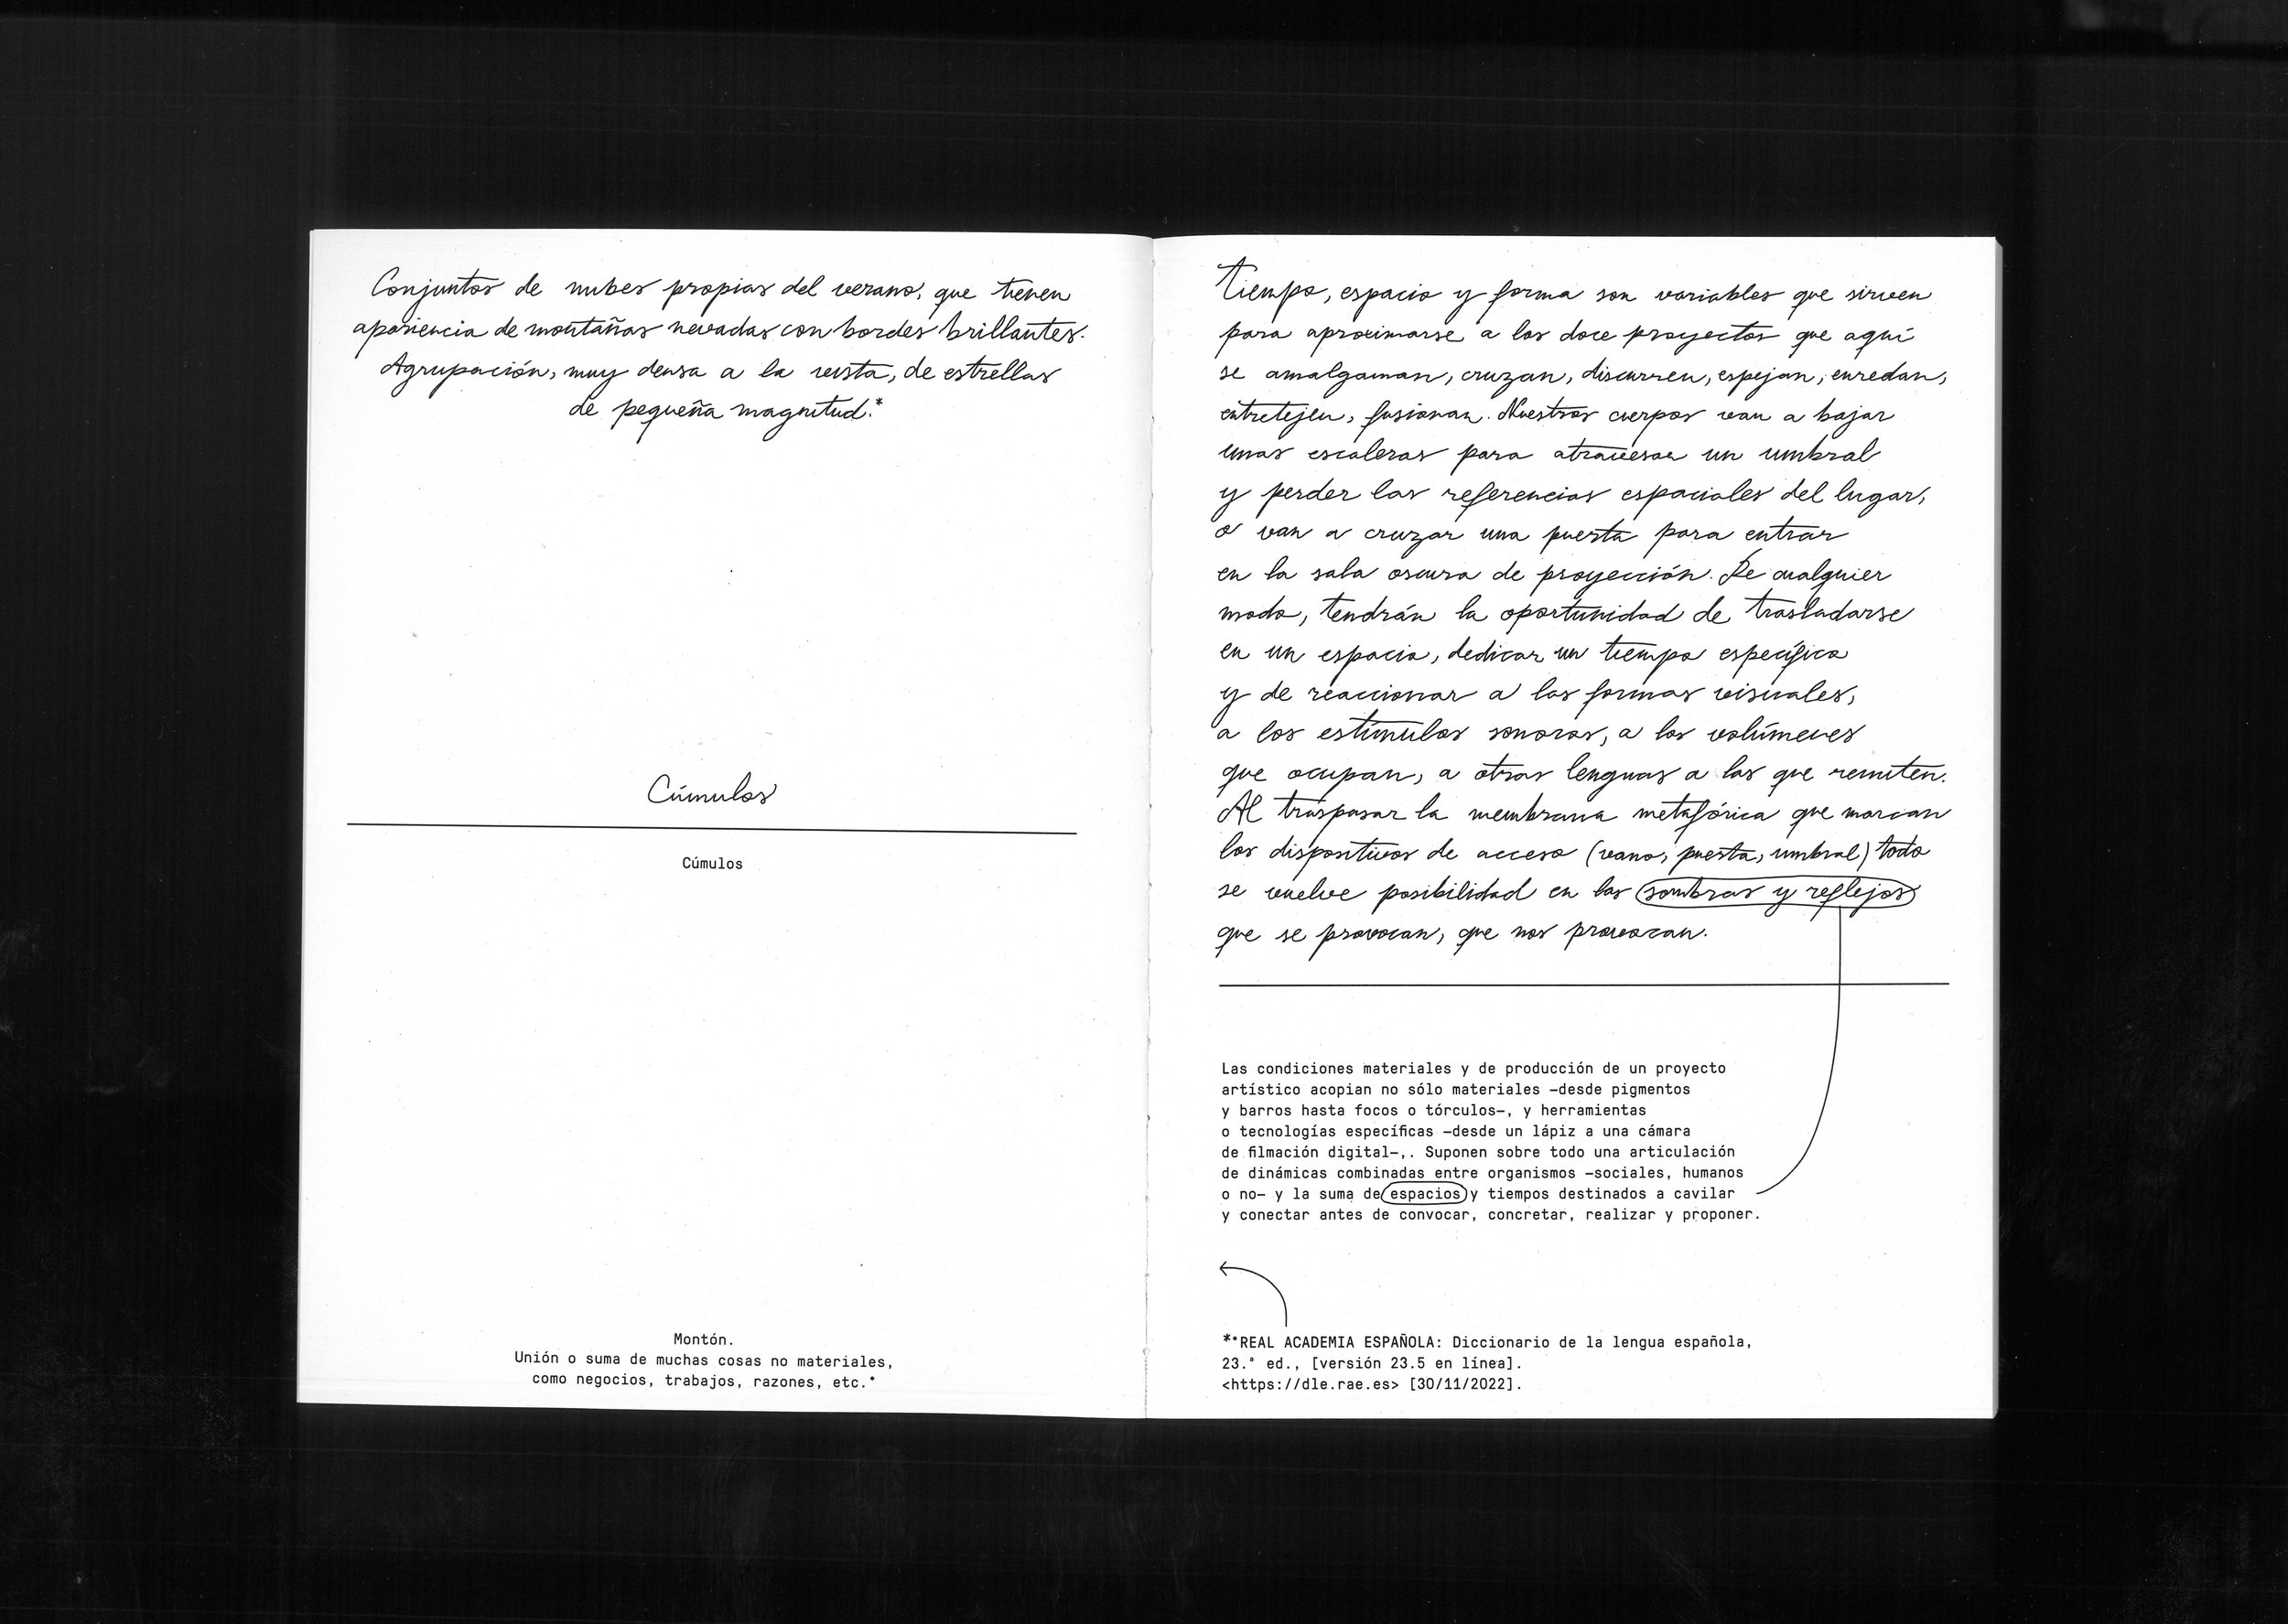 Conjuntos de nubes propias del verano, que tienen
apariencia de montañas nevadas con bordes brillantes.
Agrupación, muy densa a la vista, de estrellas
de pequeña magnitud.*
Cúmulos
Cúmulos
Montón.
Unión o suma de muchas cosas no materiales,
como negocios, trabajos, razones, etc.*
Tiempo, espacio y forma son variables que sirven
para aproximarse a los doce proyectos que aquí
se amalgaman, cruzan, discurren, espejan, enredan,
entretejen, fusionan. Nuestros cuerpos van a bajar
unas escaleras para atravesar un umbral
y perder las referencias espaciales del lugar,
o van a cruzar una puerta para entrar
en la sala oscura de proyección. De cualquier
modo, tendrán la oportunidad de trasladarse
en un espacio, dedicar un tiempo específico
y de reaccionar a las formas visuales,
a los estímulos sonoros, a los volúmenes
que ocupan, a otras lenguas a las que remiten.
Al traspasar la membrana metafórica que marcan
los dispositivos de acceso (vano, puerta, umbral) todo
se vuelve posibilidad en las sombras y reflejos
que se provocan, que nos provocan.
Las condiciones materiales y de producción de un proyecto
artístico acopian no sólo materiales —desde pigmentos
y barros hasta focos o tórculos—, y herramientas
o tecnologías específicas —desde un lápiz a una cámara
de filmación digital—,. Suponen sobre todo una articulación
de dinámicas combinadas entre organismos —sociales, humanos
o no— y la suma de espacios y tiempos destinados a cavilar
y conectar antes de convocar, concretar, realizar y proponer.
**REAL ACADEMIA ESPAÑOLA: Diccionario de la lengua española,
23.ª ed., [versión 23.5 en línea].
<https://dle.rae.es> [30/11/2022].